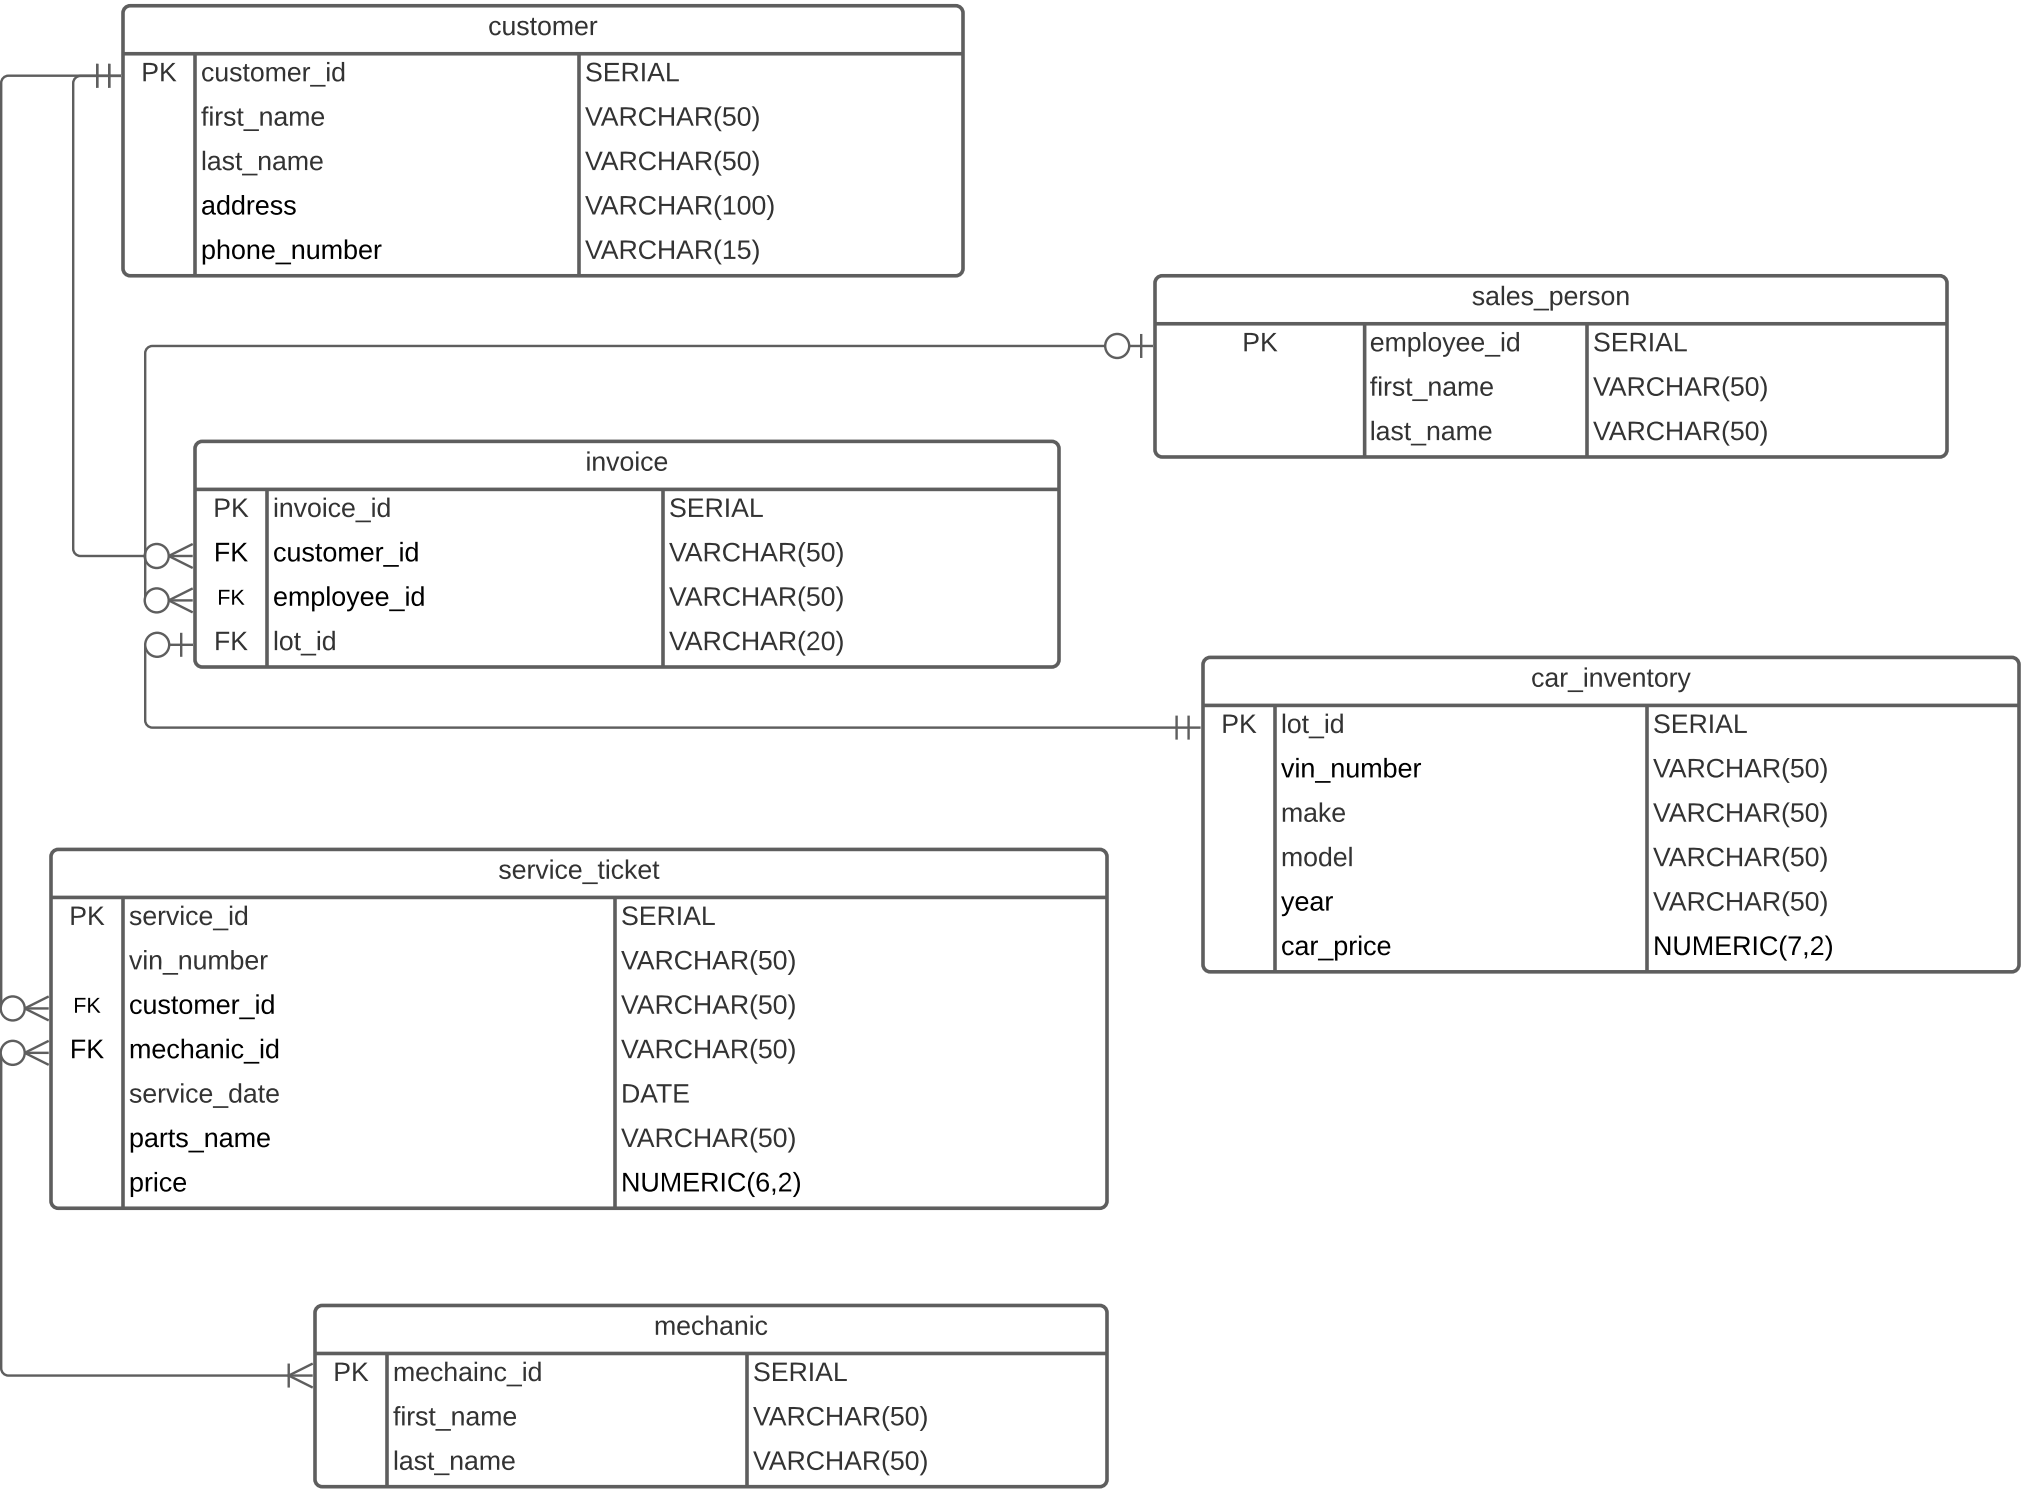 customer
PK customer_id SERIAL
first_name VARCHAR(50)
last_name VARCHAR(50)
address VARCHAR(100)
phone_number VARCHAR(15)
sales_person
PK employee_id SERIAL
first_name VARCHAR(50)
last_name VARCHAR(50)
invoice
PK invoice_id SERIAL
FK customer_id VARCHAR(50)
FK employee_id VARCHAR(50)
FK lot_id VARCHAR(20)
car_inventory
PK lot_id SERIAL
vin_number VARCHAR(50)
make VARCHAR(50)
model VARCHAR(50)
year VARCHAR(50)
car_price NUMERIC(7,2)
service_ticket
PK service_id SERIAL
vin_number VARCHAR(50)
FK customer_id VARCHAR(50)
FK mechanic_id VARCHAR(50)
service_date DATE
parts_name VARCHAR(50)
price NUMERIC(6,2)
mechanic
PK mechainc_id SERIAL
first_name VARCHAR(50)
last_name VARCHAR(50)